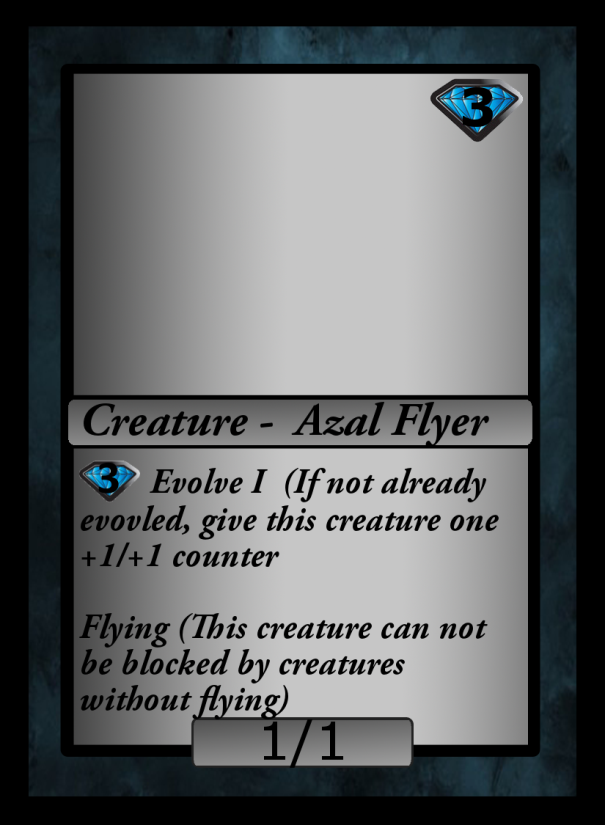 3
Creature - Azal Flyer
3 Evolve I (If not already
evovled, give this creature one
+1/+1 counter
Flying (This creature can not
be blocked by creatures
without flying)
1/1